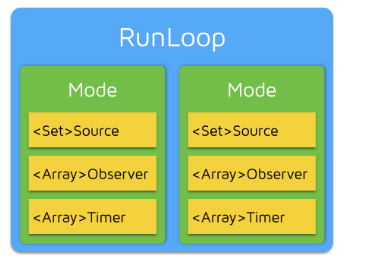 RunLoop
Mode
<Set>Source
<Array>Observer
<Array>Timer
Mode
<Set>Source
<Array>Observer
<Array>Timer